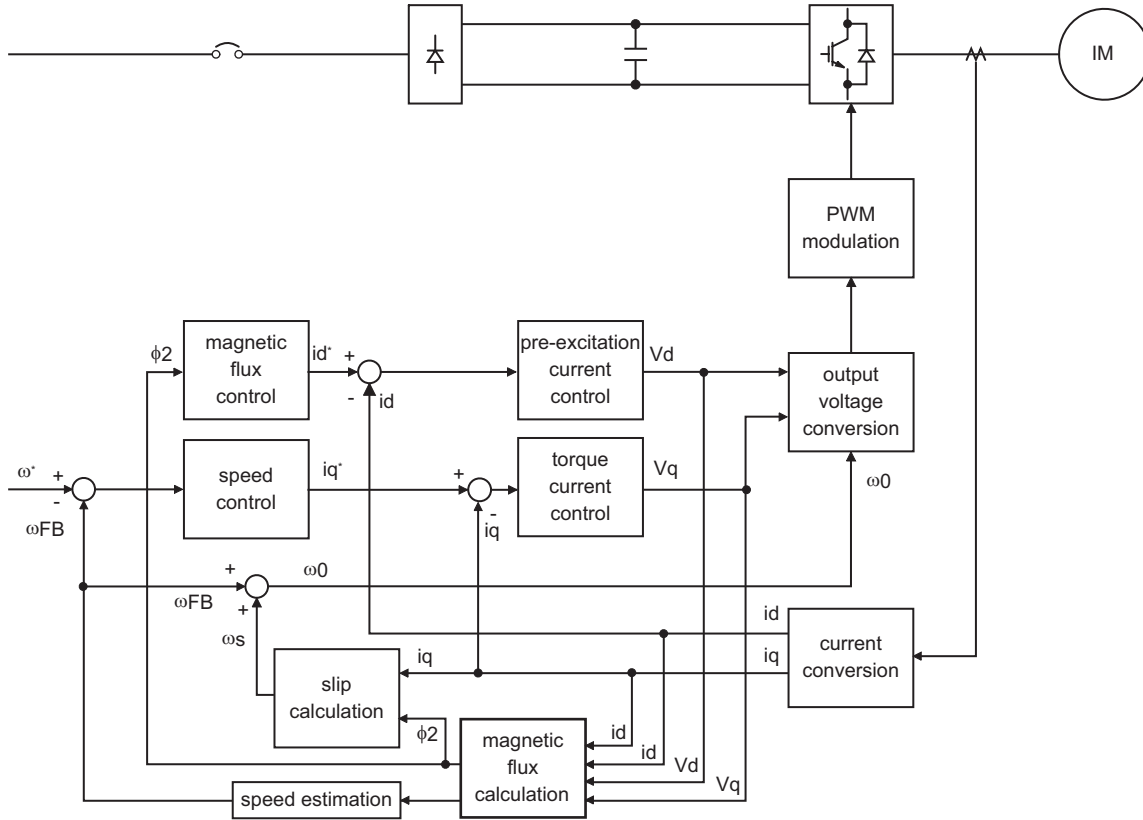 IM
PWM
modulation
ϕ2
magnetic
flux
control
id*
+
-
id
pre-excitation
current
control
Vd
output
voltage
conversion
ω*
+
-
ωFB
speed
control
iq*
+
-
iq
torque
current
control
Vq
ω0
+
ωFB
+
ωs
ω0
id
iq
current
conversion
slip
calculation
iq
ϕ2
magnetic
flux
calculation
id
id
Vd
Vq
speed estimation